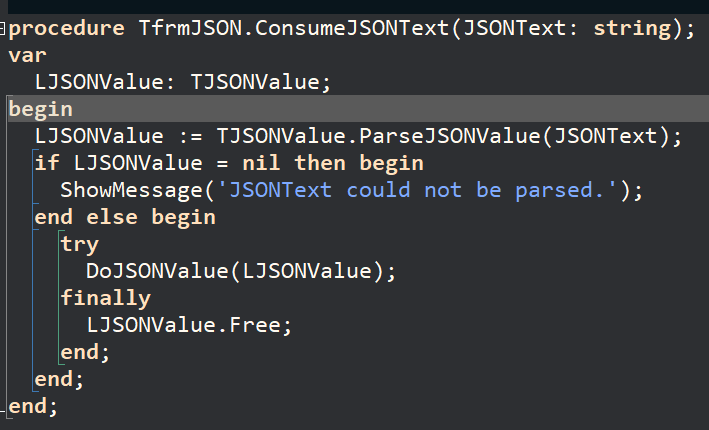 procedure TfrmJSON.ConsumeJSONText(JSONText: string);
var
  LJSONValue: TJSONValue;
begin
  LJSONValue := TJSONValue.ParseJSONValue(JSONText);
  if LJSONValue = nil then begin
    ShowMessage('JSONText could not be parsed.');
  end else begin
    try
      DoJSONValue(LJSONValue);
    finally
      LJSONValue.Free;
    end;
  end;
end;